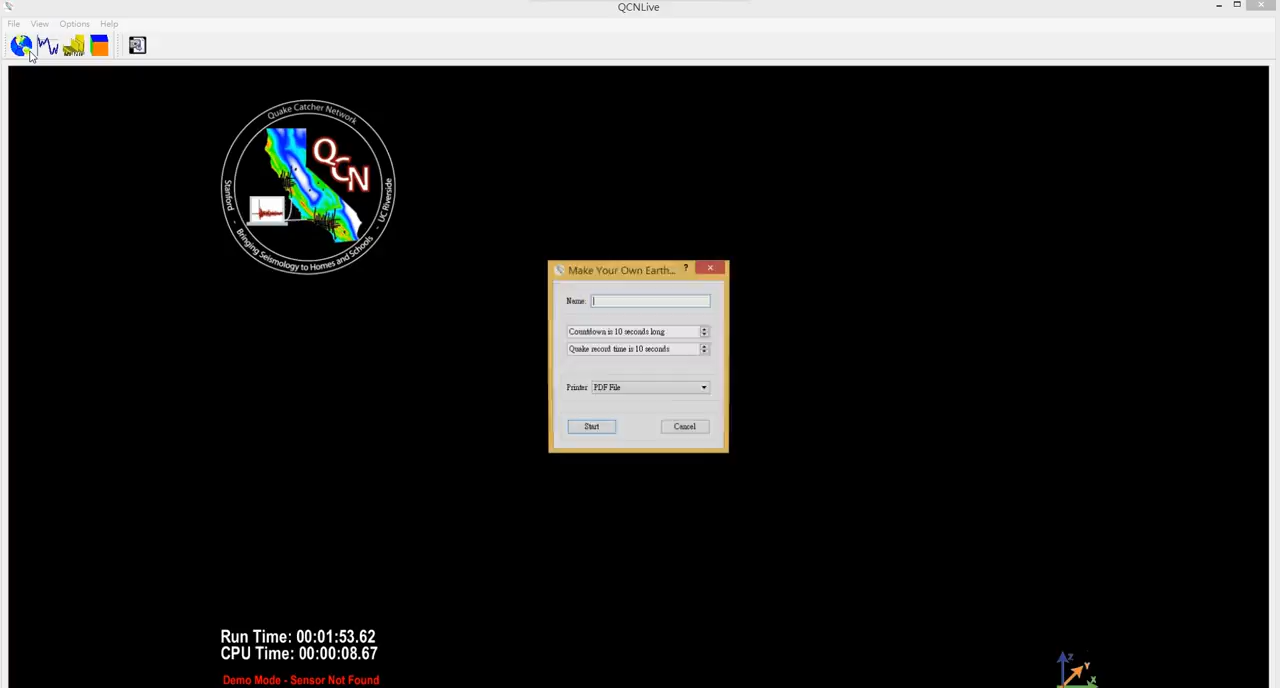 QCNLive
File View Options Help
Quake Catcher Network
QCN
Stanford
UC Riverside
Bringing Seismology to Homes and Schools
Make Your Own Earth... ?
Name:
Countdown is 10 seconds long
Quake record time is 10 seconds
Printer PDF File
Start Cancel
Run Time: 00:01:53.62
CPU Time: 00:00:08.67
Demo Mode - Sensor Not Found
Z
Y
X